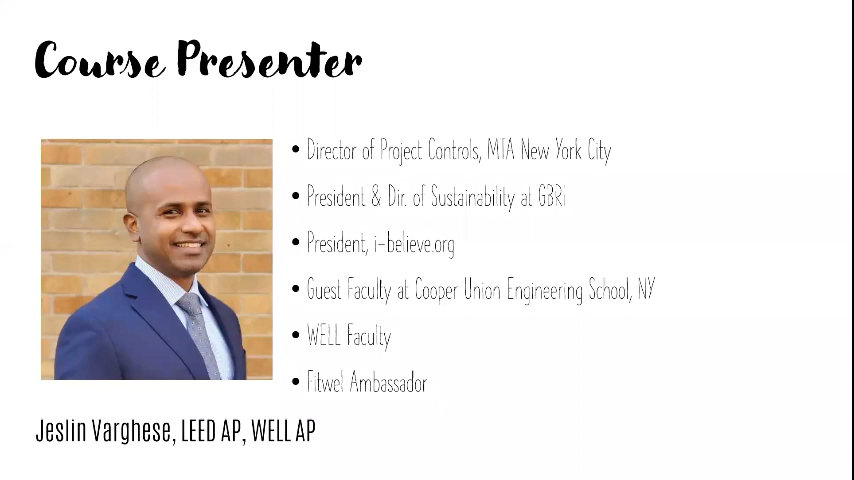 Course Presenter
• Director of Project Controls, MTA New York City
• President & Dir. of Sustainability at GBRI
• President, i-believe.org
• Guest Faculty at Cooper Union Engineering School, NY
• WELL Faculty
• Fitwel Ambassador
Jeslin Varghese, LEED AP, WELL AP